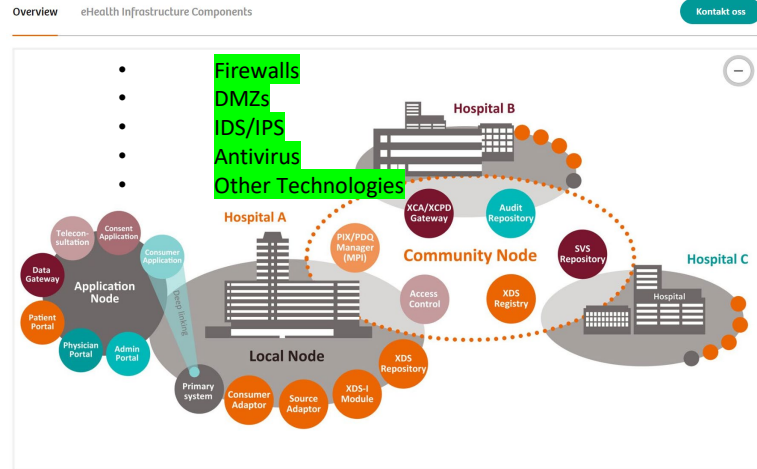 Overview eHealth Infrastructure Components Kontakt oss
• Firewalls
• DMZs
• IDS/IPS
• Antivirus
• Other Technologies
Hospital B
Hospital A
Hospital C
XCA/XCPD
Gateway
Audit
Repository
PIX/PDQ
Manager
(MPI)
Community Node
SVS
Repository
Access
Control
XDS
Registry
Hospital
Telecon-
sultation
Consent
Application
Consumer
Application
Data
Gateway
Application
Node
Deep linking
Patient
Portal
Physician
Portal
Admin
Portal
Local Node
Primary
system
Consumer
Adaptor
Source
Adaptor
XDS-I
Module
XDS
Repository